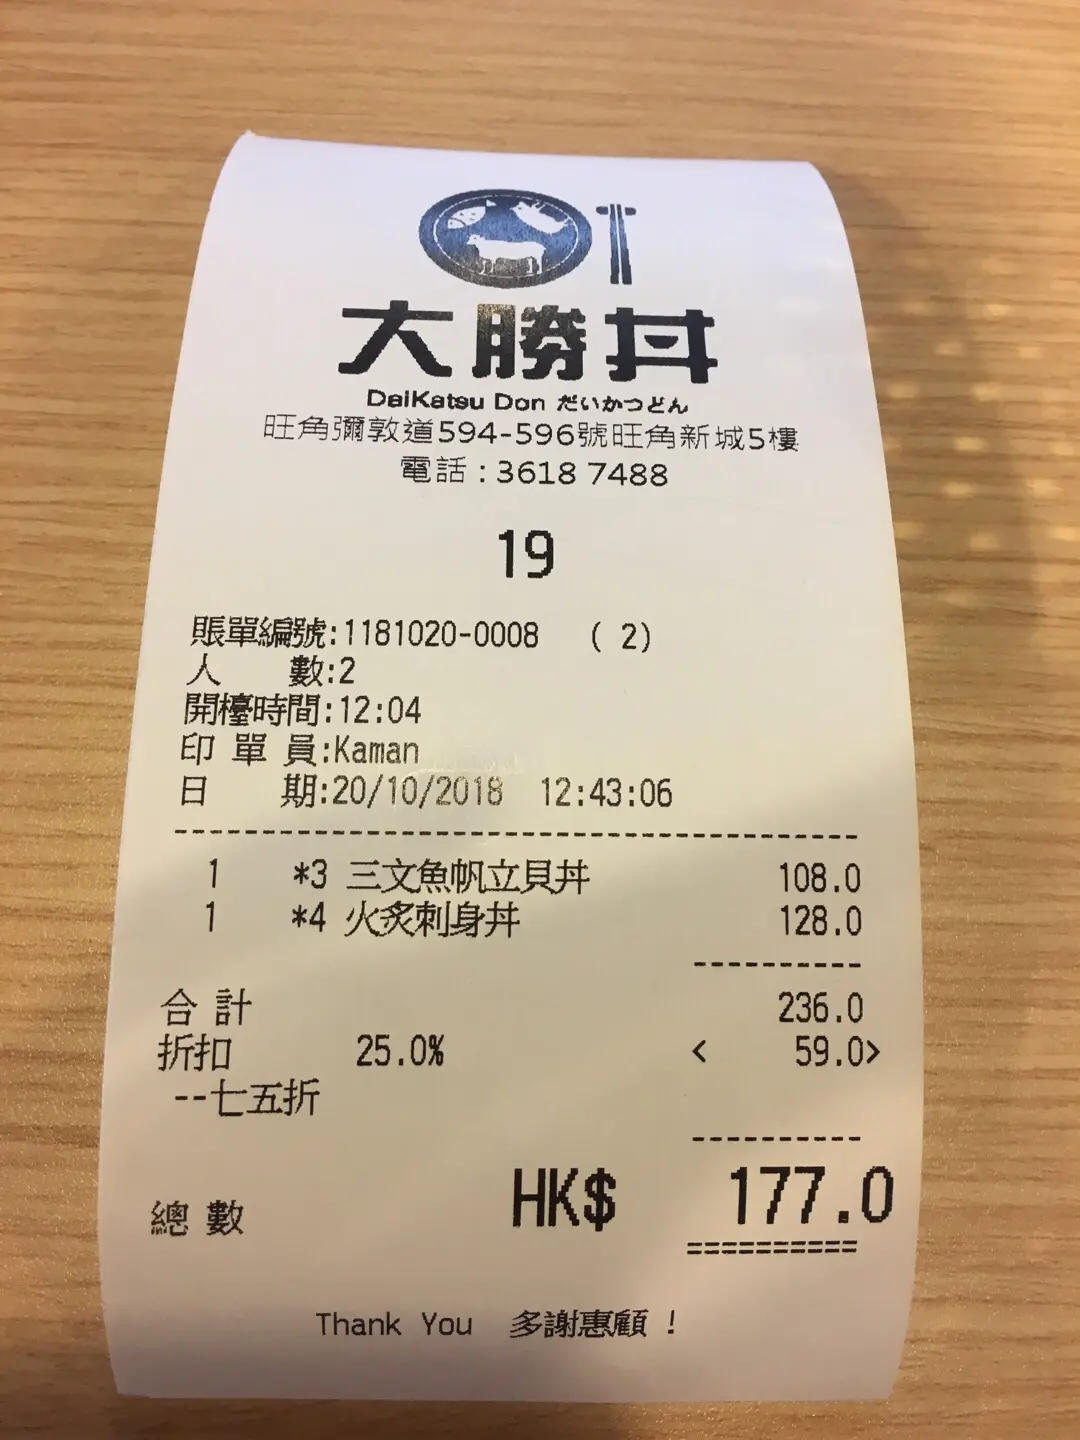 大勝丼
DaiKatsu Don だいかつどん
旺角彌敦道594-596號旺角新城5樓
電話：3618 7488
19
賬單編號:1181020-0008 ( 2)
人 數:2
開檯時間:12:04
印 單 員:Kaman
日 期:20/10/2018 12:43:06
1 *3 三文魚帆立貝丼 108.0
1 *4 火炙刺身丼 128.0
合 計 236.0
折扣 25.0% < 59.0>
--七五折
總 數 HK$ 177.0
Thank You 多謝惠顧 !